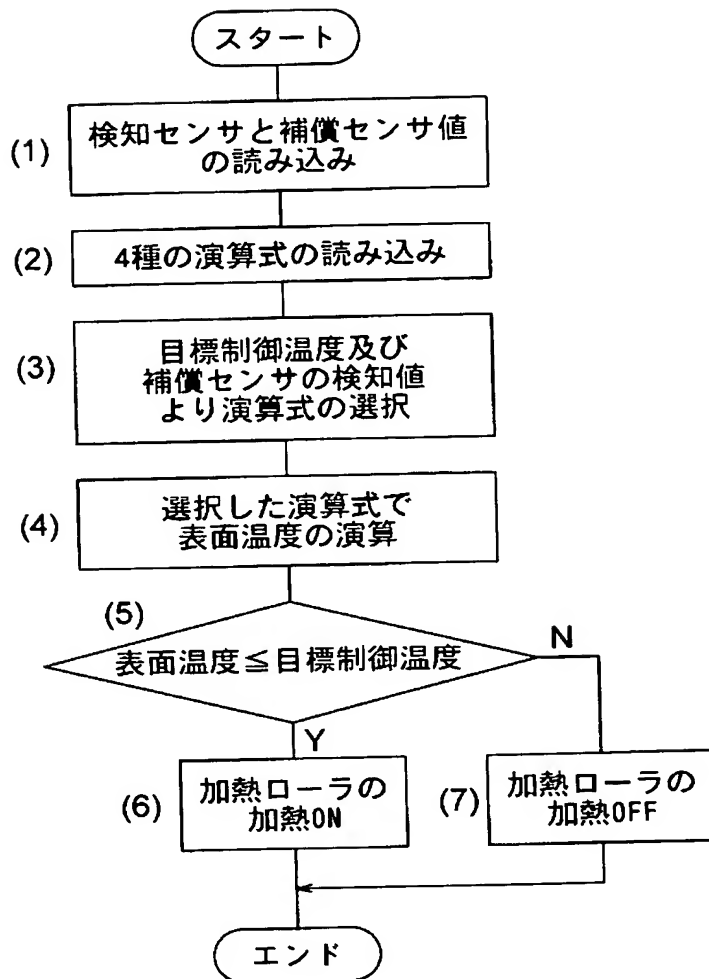 スタート
(1)
検知センサと補償センサ値
の読み込み
(2)
4種の演算式の読み込み
(3)
目標制御温度及び
補償センサの検知値
より演算式の選択
(4)
選択した演算式で
表面温度の演算
(5)
表面温度≦目標制御温度
N
Y
(6)
加熱ローラの
加熱ON
(7)
加熱ローラの
加熱OFF
エンド